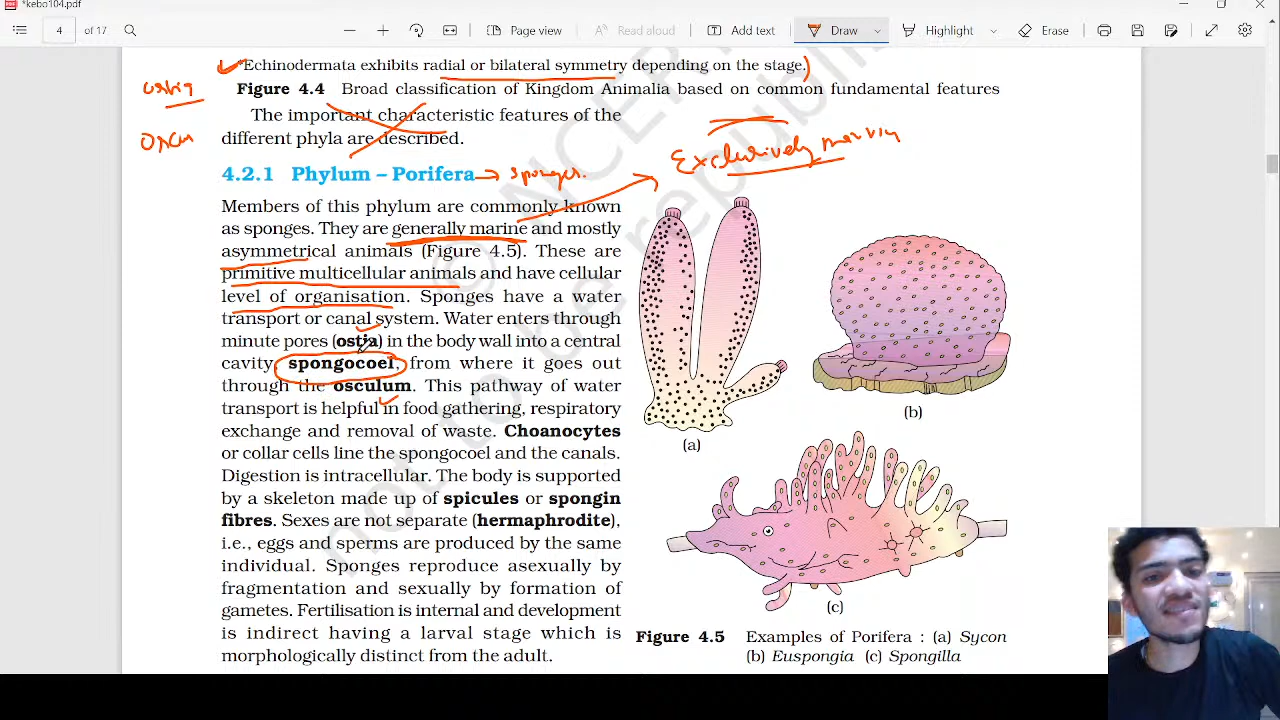 *kebo104.pdf
4 of 17 Page view Read aloud Add text Draw Highlight Erase
Echinodermata exhibits radial or bilateral symmetry depending on the stage.)
ostia
Figure 4.4 Broad classification of Kingdom Animalia based on common fundamental features
The important characteristic features of the
different phyla are described.
Exclusively
4.2.1 Phylum – Porifera → sponges.
Members of this phylum are commonly known
as sponges. They are generally marine and mostly
asymmetrical animals (Figure 4.5). These are
primitive multicellular animals and have cellular
level of organisation. Sponges have a water
transport or canal system. Water enters through
minute pores (ostia) in the body wall into a central
cavity, spongocoel, from where it goes out
through the osculum. This pathway of water
transport is helpful in food gathering, respiratory
exchange and removal of waste. Choanocytes
or collar cells line the spongocoel and the canals.
Digestion is intracellular. The body is supported
by a skeleton made up of spicules or spongin
fibres. Sexes are not separate (hermaphrodite),
i.e., eggs and sperms are produced by the same
individual. Sponges reproduce asexually by
fragmentation and sexually by formation of
gametes. Fertilisation is internal and development
is indirect having a larval stage which is
morphologically distinct from the adult.
(a)
(b)
(c)
Figure 4.5 Examples of Porifera : (a) Sycon
(b) Euspongia (c) Spongilla
© NCERT
not to be republis